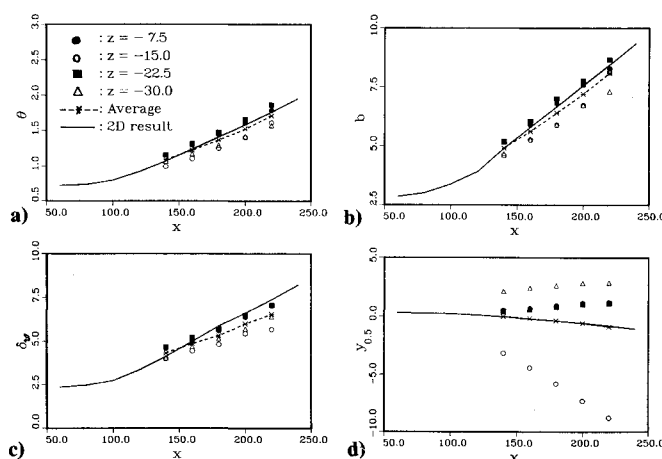 θ
0.5 1.0 1.5 2.0 2.5 3.0
: z = − 7.5
: z = −15.0
: z = −22.5
: z = −30.0
: Average
: 2D result
50.0 100.0 150.0 200.0 250.0
x
a)
b
2.5 5.0 7.5 10.0
50.0 100.0 150.0 200.0 250.0
x
b)
0.0 2.5 5.0 7.5 10.0
50.0 100.0 150.0 200.0 250.0
x
c)
y0.5
−10.0 −5.0 0.0 5.0
50.0 100.0 150.0 200.0 250.0
x
d)